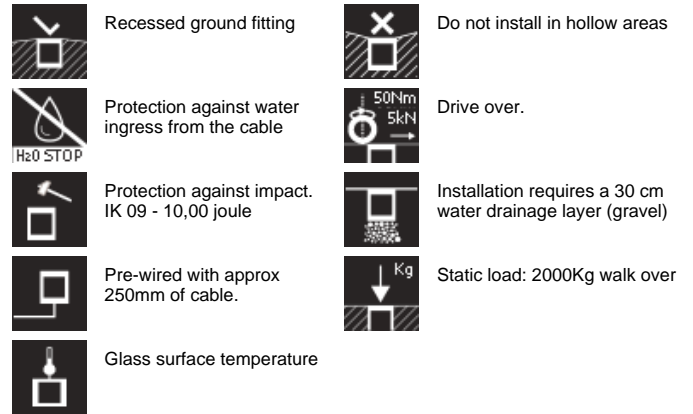 Recessed ground fitting
Do not install in hollow areas
H20 STOP
Protection against water
ingress from the cable
50Nm
5kN
Drive over.
Protection against impact.
IK 09 - 10,00 joule
Installation requires a 30 cm
water drainage layer (gravel)
Pre-wired with approx
250mm of cable.
Kg
Static load: 2000Kg walk over
Glass surface temperature